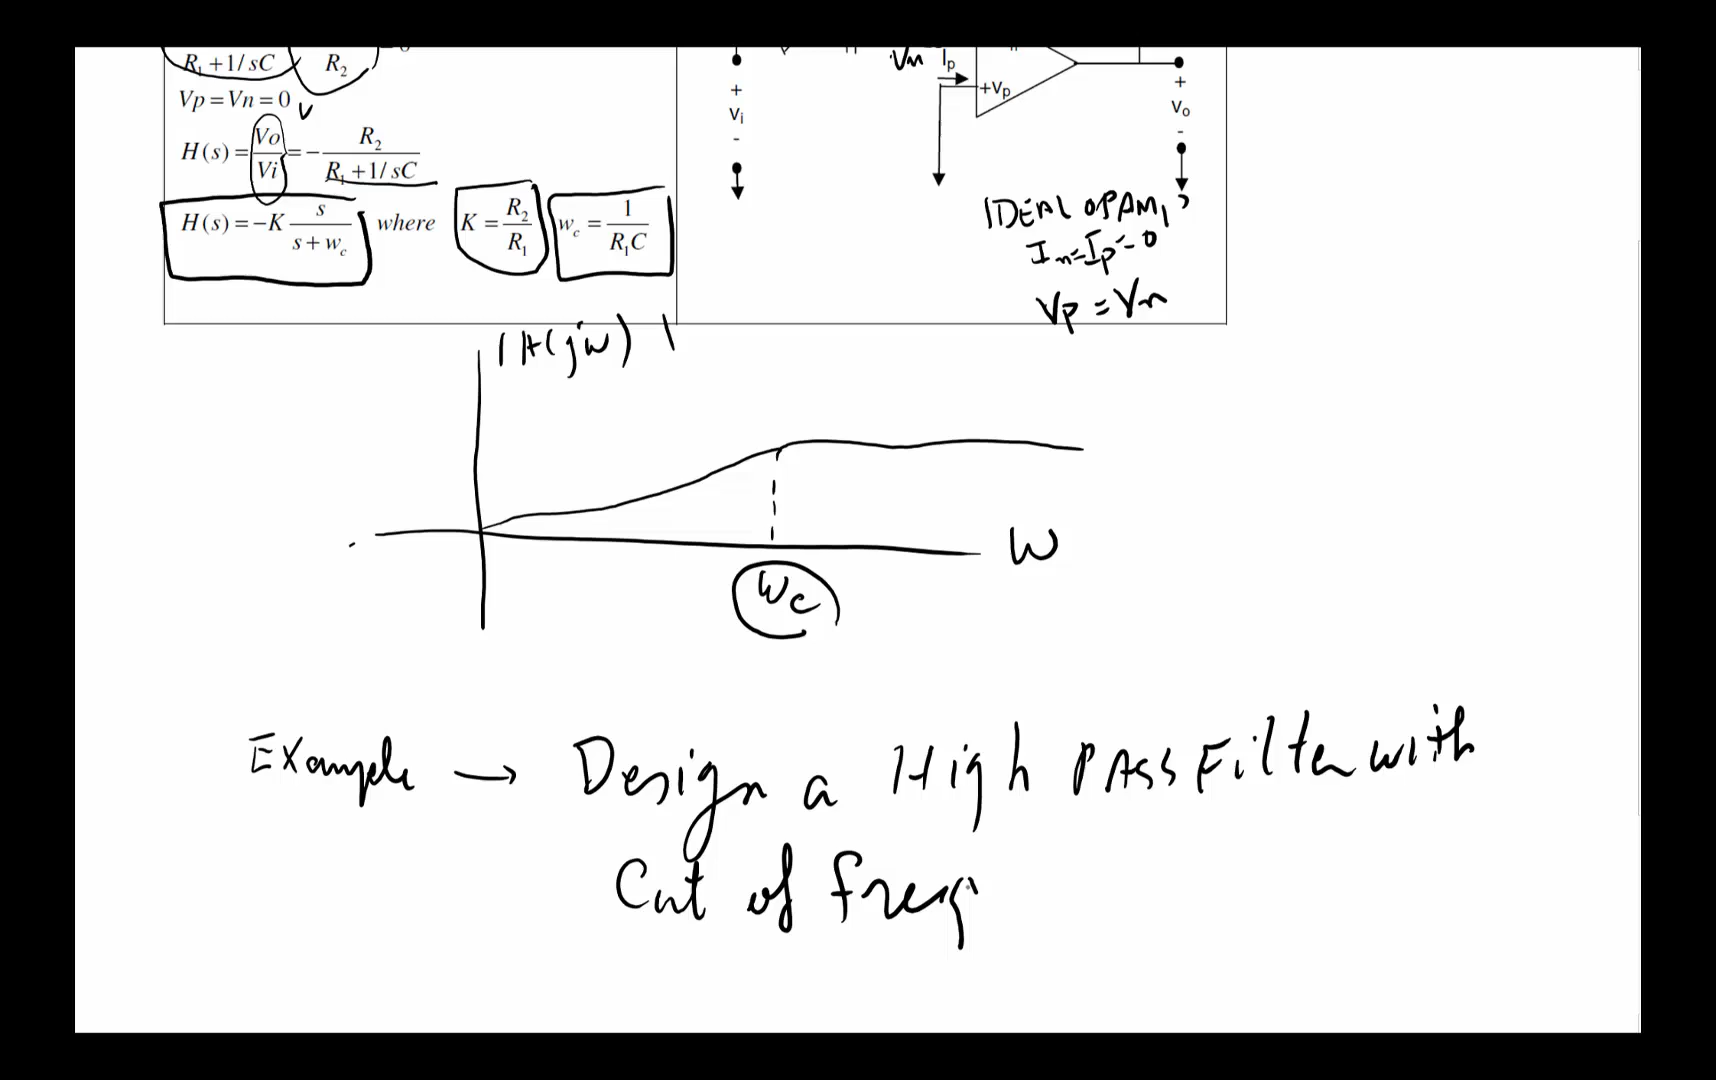 R₁ + 1/sC R₂
Vp = Vn = 0
H(s) = Vo/Vi = - R₂/(R₁ + 1/sC)
H(s) = -K s/(s + w_c) where K = R₂/R₁ w_c = 1/(R₁C)
+
Vi
-
Vn Ip
+Vp
+
Vo
-
IDEAL OPAM,
In=Ip=0
Vp = Vn
|H(jw)|
w
wc
Example → Design a High PASS Filter with
Cut of freq